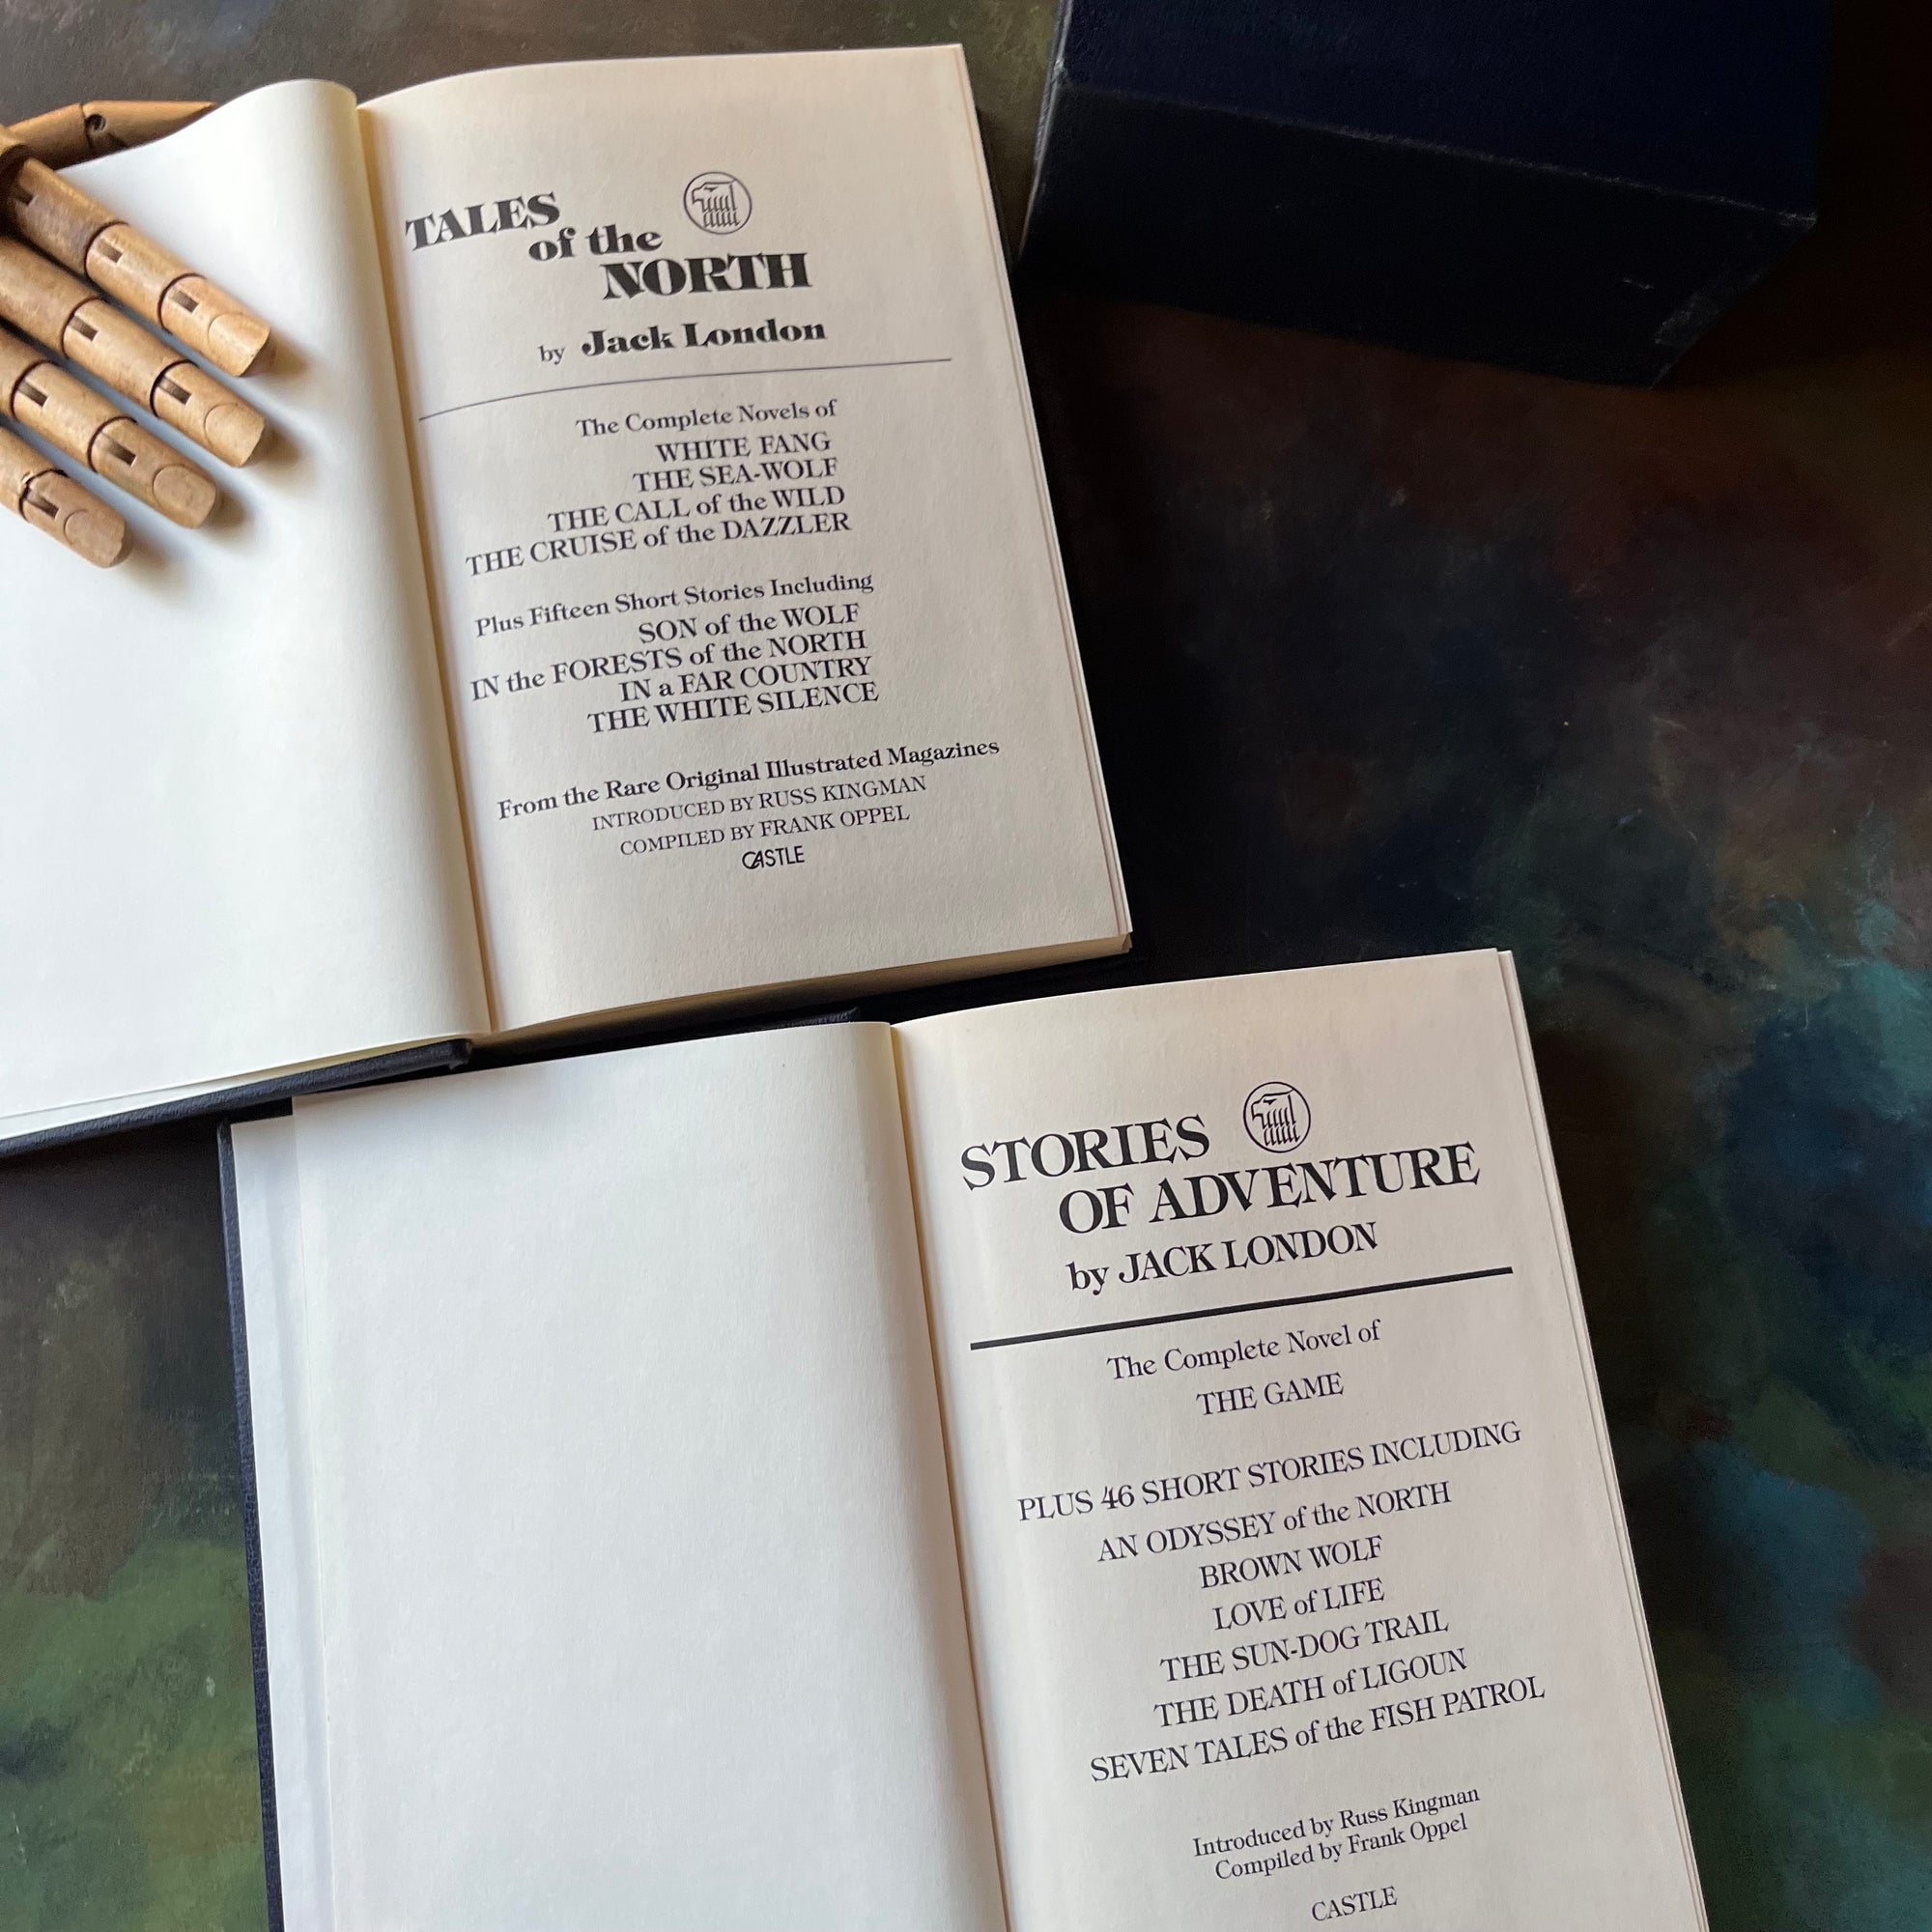 TALES
of the
NORTH
by Jack London
The Complete Novels of
WHITE FANG
THE SEA-WOLF
THE CALL of the WILD
THE CRUISE of the DAZZLER
Plus Fifteen Short Stories Including
SON of the WOLF
IN the FORESTS of the NORTH
IN a FAR COUNTRY
THE WHITE SILENCE
From the Rare Original Illustrated Magazines
INTRODUCED BY RUSS KINGMAN
COMPILED BY FRANK OPPEL
CASTLE
STORIES
OF ADVENTURE
by JACK LONDON
The Complete Novel of
THE GAME
PLUS 46 SHORT STORIES INCLUDING
AN ODYSSEY of the NORTH
BROWN WOLF
LOVE of LIFE
THE SUN-DOG TRAIL
THE DEATH of LIGOUN
SEVEN TALES of the FISH PATROL
Introduced by Russ Kingman
Compiled by Frank Oppel
CASTLE